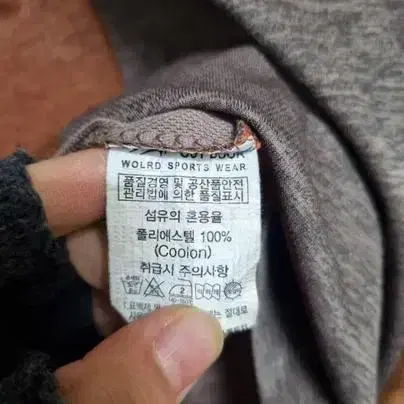 OUTDOOR
WOLRD SPORTS WEAR
품질경영 및 공산품안전
관리법에 의한 품질표시
섬유의 혼용율
폴리에스텔 100%
(Coolon)
취급시 주의사항